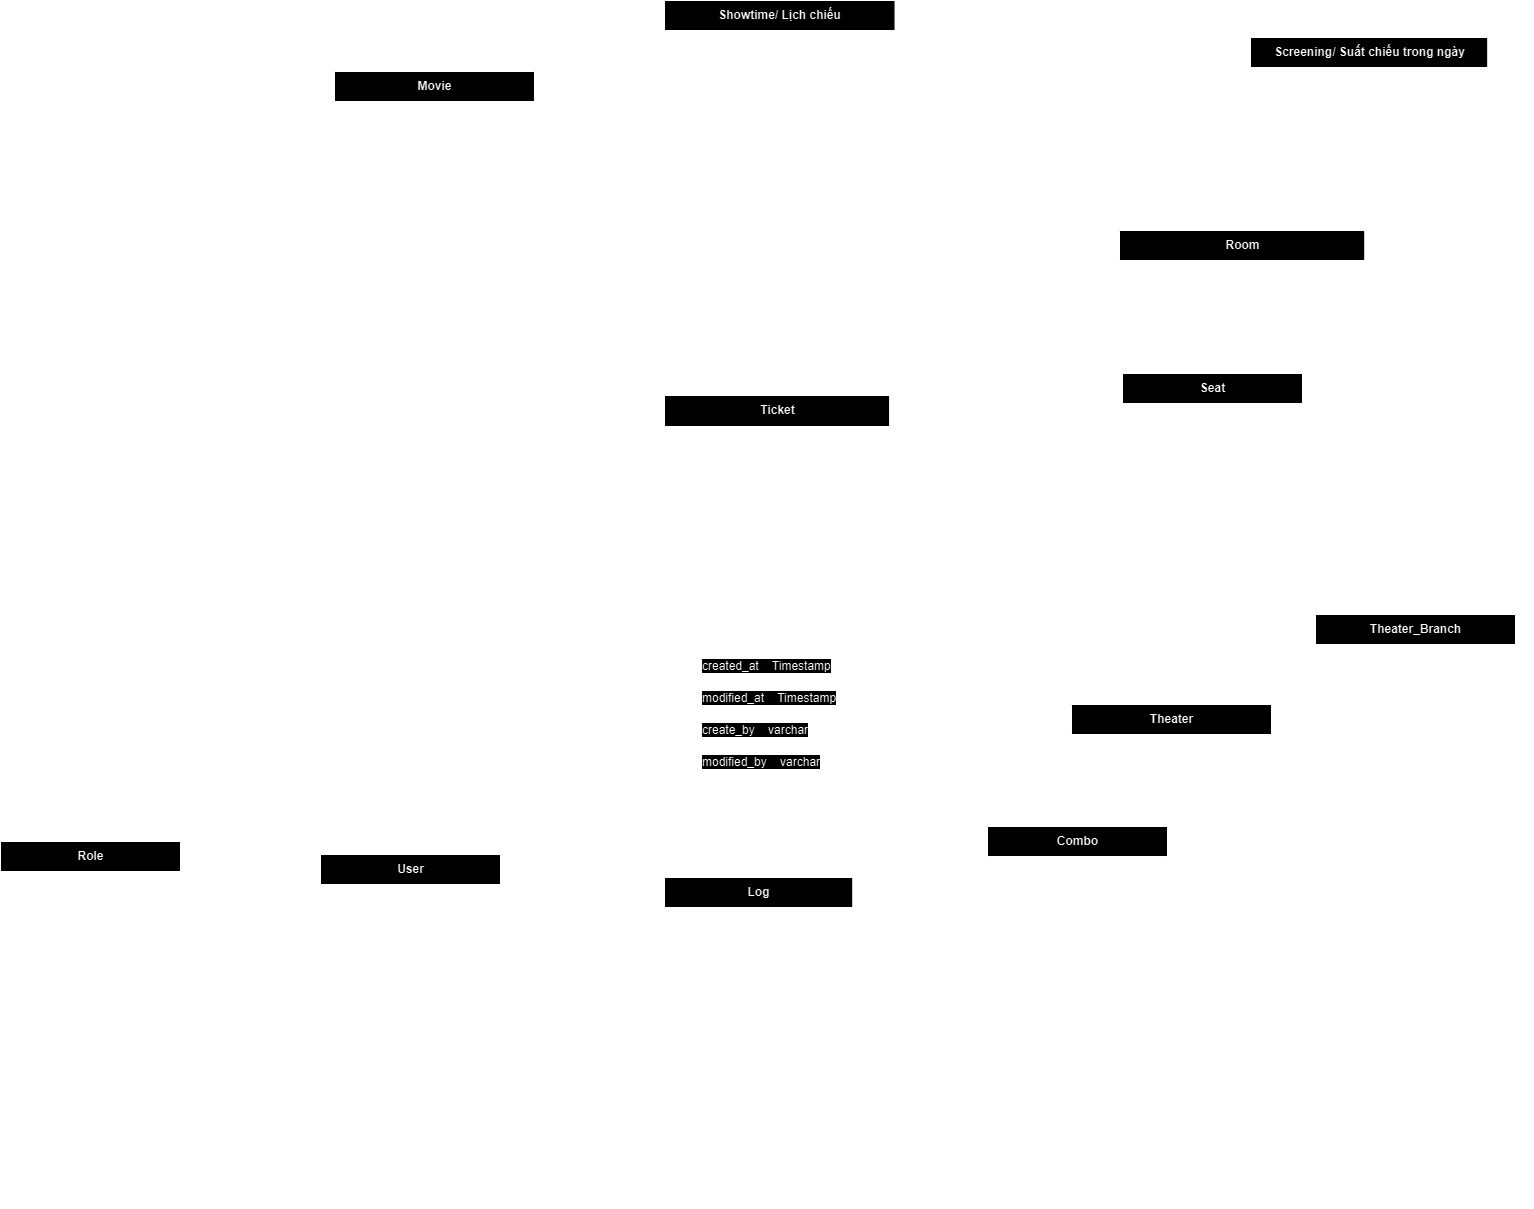 Showtime/ Lịch chiếu
Screening/ Suất chiếu trong ngày
Movie
Room
Seat
Ticket
Theater_Branch
created_at Timestamp
modified_at Timestamp
create_by varchar
modified_by varchar
Theater
Combo
Role
User
Log